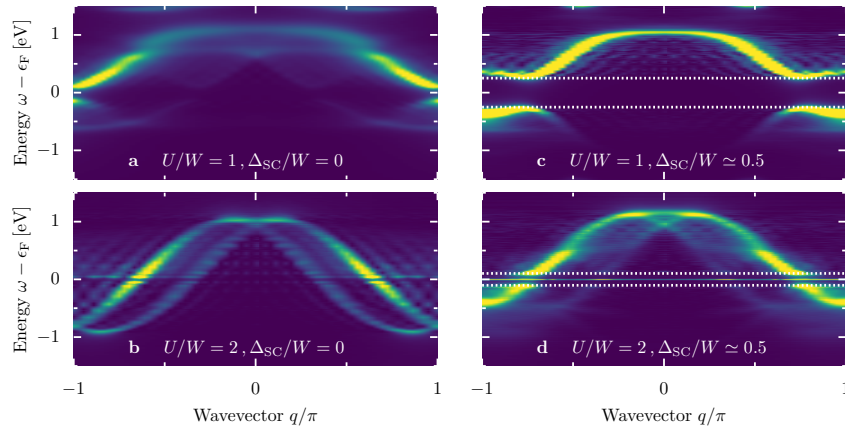 Energy ω − ϵF [eV]
1
0
−1
a U/W = 1 , ΔSC/W = 0
c U/W = 1 , ΔSC/W ≃ 0.5
Energy ω − ϵF [eV]
1
0
−1
b U/W = 2 , ΔSC/W = 0
d U/W = 2 , ΔSC/W ≃ 0.5
−1 0 1
−1 0 1
Wavevector q/π
Wavevector q/π